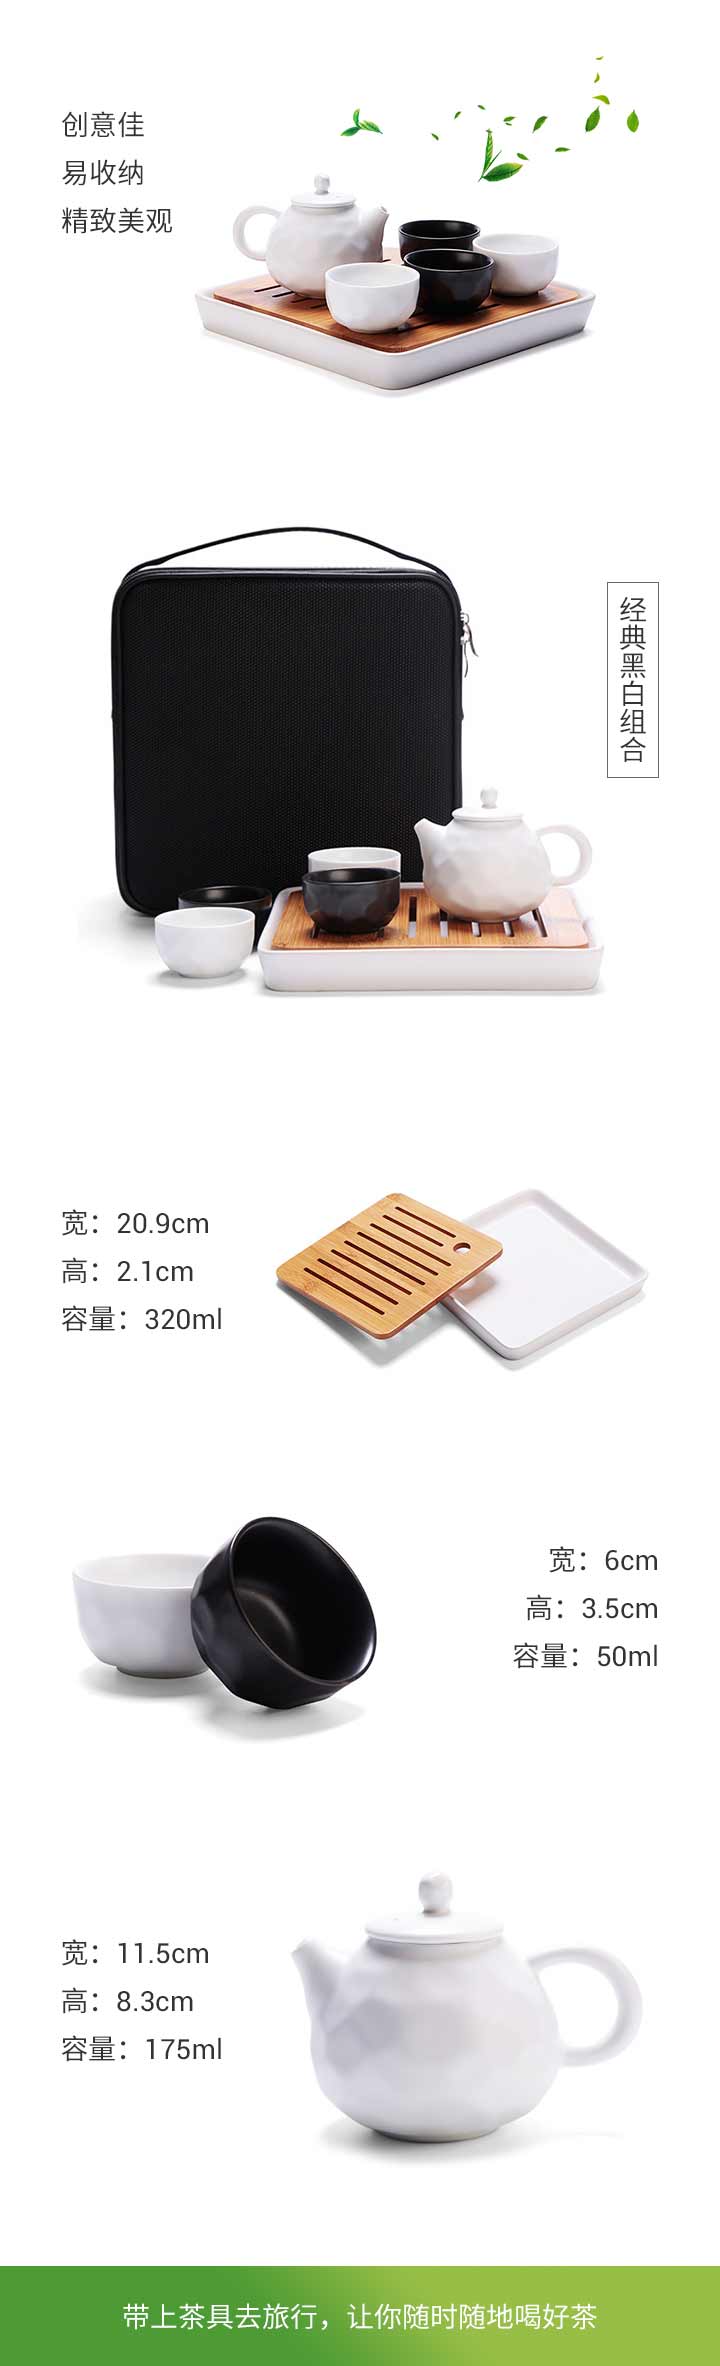 创意佳
易收纳
精致美观
经典黑白组合
宽：20.9cm
高：2.1cm
容量：320ml
宽：6cm
高：3.5cm
容量：50ml
宽：11.5cm
高：8.3cm
容量：175ml
带上茶具去旅行，让你随时随地喝好茶